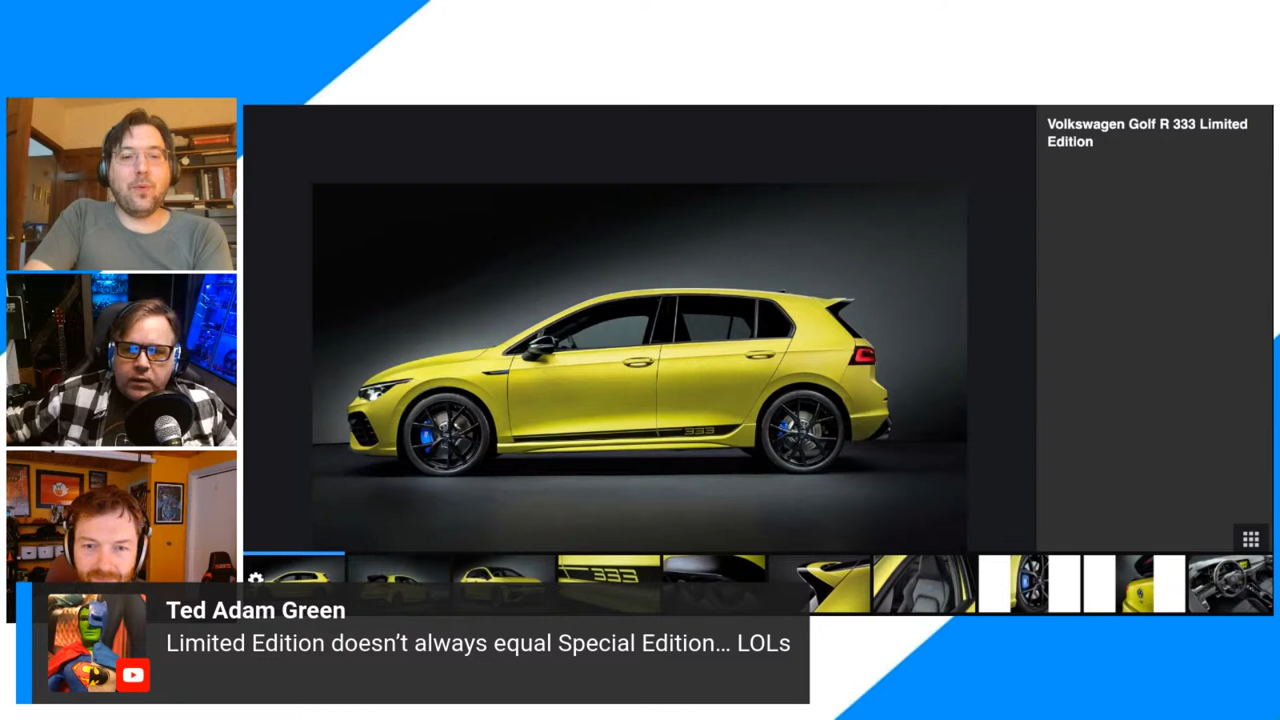 Volkswagen Golf R 333 Limited
Edition
333
333
Ted Adam Green
Limited Edition doesn’t always equal Special Edition... LOLs